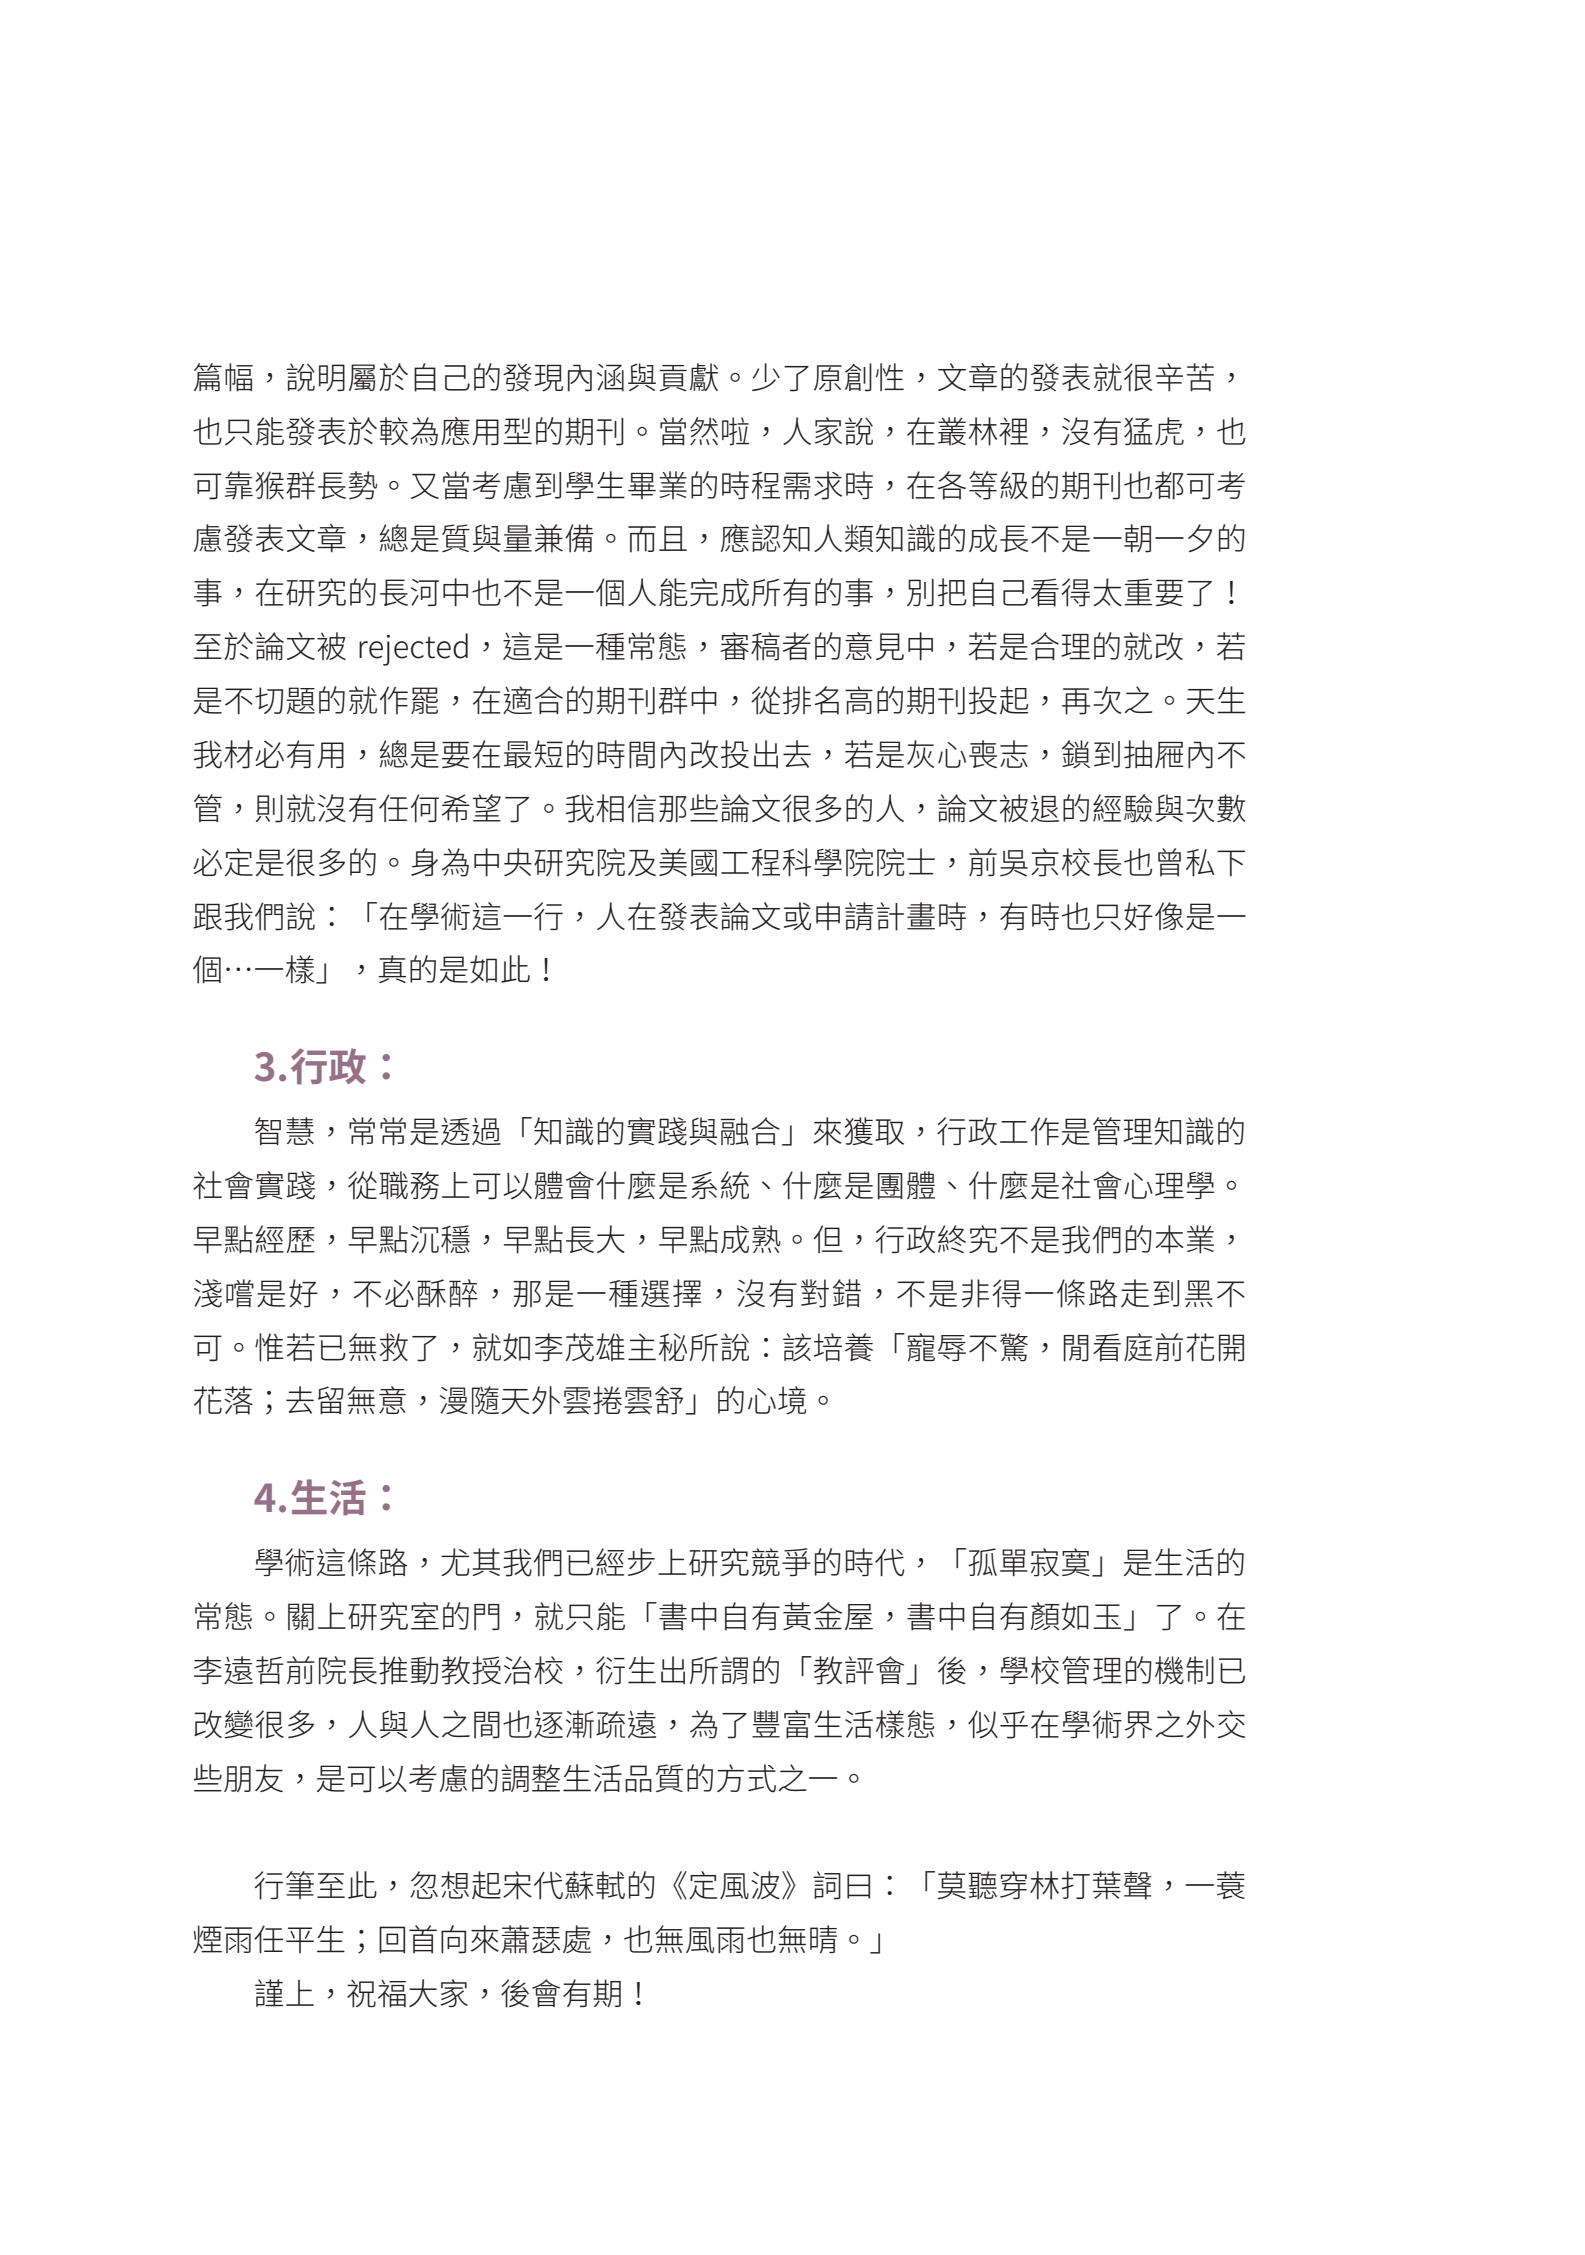 篇幅，說明屬於自己的發現內涵與貢獻。少了原創性，文章的發表就很辛苦，
也只能發表於較為應用型的期刊。當然啦，人家說，在叢林裡，沒有猛虎，也
可靠猴群長勢。又當考慮到學生畢業的時程需求時，在各等級的期刊也都可考
慮發表文章，總是質與量兼備。而且，應認知人類知識的成長不是一朝一夕的
事，在研究的長河中也不是一個人能完成所有的事，別把自己看得太重要了！
至於論文被 rejected，這是一種常態，審稿者的意見中，若是合理的就改，若
是不切題的就作罷，在適合的期刊群中，從排名高的期刊投起，再次之。天生
我材必有用，總是要在最短的時間內改投出去，若是灰心喪志，鎖到抽屜內不
管，則就沒有任何希望了。我相信那些論文很多的人，論文被退的經驗與次數
必定是很多的。身為中央研究院及美國工程科學院院士，前吳京校長也曾私下
跟我們說：「在學術這一行，人在發表論文或申請計畫時，有時也只好像是一
個…一樣」，真的是如此！
3.行政：
智慧，常常是透過「知識的實踐與融合」來獲取，行政工作是管理知識的
社會實踐，從職務上可以體會什麼是系統、什麼是團體、什麼是社會心理學。
早點經歷，早點沉穩，早點長大，早點成熟。但，行政終究不是我們的本業，
淺嚐是好，不必酥醉，那是一種選擇，沒有對錯，不是非得一條路走到黑不
可。惟若已無救了，就如李茂雄主秘所說：該培養「寵辱不驚，閒看庭前花開
花落；去留無意，漫隨天外雲捲雲舒」的心境。
4.生活：
學術這條路，尤其我們已經步上研究競爭的時代，「孤單寂寞」是生活的
常態。關上研究室的門，就只能「書中自有黃金屋，書中自有顏如玉」了。在
李遠哲前院長推動教授治校，衍生出所謂的「教評會」後，學校管理的機制已
改變很多，人與人之間也逐漸疏遠，為了豐富生活樣態，似乎在學術界之外交
些朋友，是可以考慮的調整生活品質的方式之一。
行筆至此，忽想起宋代蘇軾的《定風波》詞曰：「莫聽穿林打葉聲，一蓑
煙雨任平生；回首向來蕭瑟處，也無風雨也無晴。」
謹上，祝福大家，後會有期！